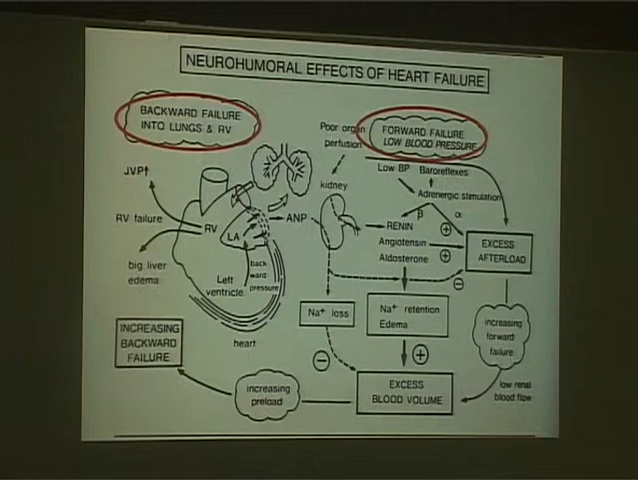 NEUROHUMORAL EFFECTS OF HEART FAILURE
BACKWARD FAILURE
INTO LUNGS & RV
Poor organ
perfusion
FORWARD FAILURE
LOW BLOOD PRESSURE
JVP↑
Low BP Baroreflexes
kidney
Adrenergic stimulation
β α
RV failure
RV
LA
ANP
RENIN
+
Angiotensin
+
Aldosterone
EXCESS
AFTERLOAD
big liver
edema
Left
ventricle
back
ward
pressure
−
Na+ loss
Na+ retention
Edema
increasing
forward
failure
INCREASING
BACKWARD
FAILURE
heart
−
+
increasing
preload
EXCESS
BLOOD VOLUME
low renal
blood flow